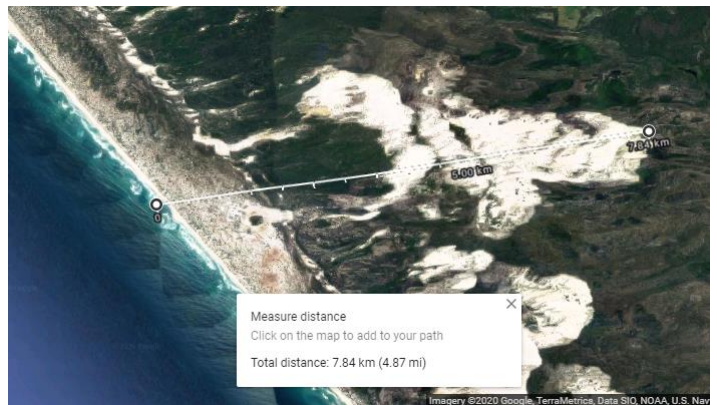 7.84 km
5.00 km
0
Measure distance
Click on the map to add to your path
Total distance: 7.84 km (4.87 mi)
Imagery ©2020 Google, TerraMetrics, Data SIO, NOAA, U.S. Nav